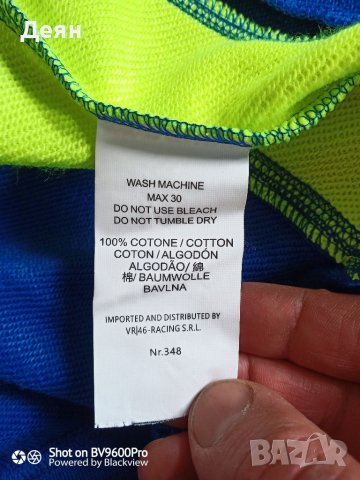 Деян
WASH MACHINE
MAX 30
DO NOT USE BLEACH
DO NOT TUMBLE DRY
100% COTONE/COTTON
COTON/ALGODÓN
ALGODÃO/綿
棉/BAUMWOLLE
BAVLNA
IMPORTED AND DISTRIBUTED BY
VR|46-RACING S.R.L.
Nr.348
Shot on BV9600Pro
Powered by Blackview
BAZAR